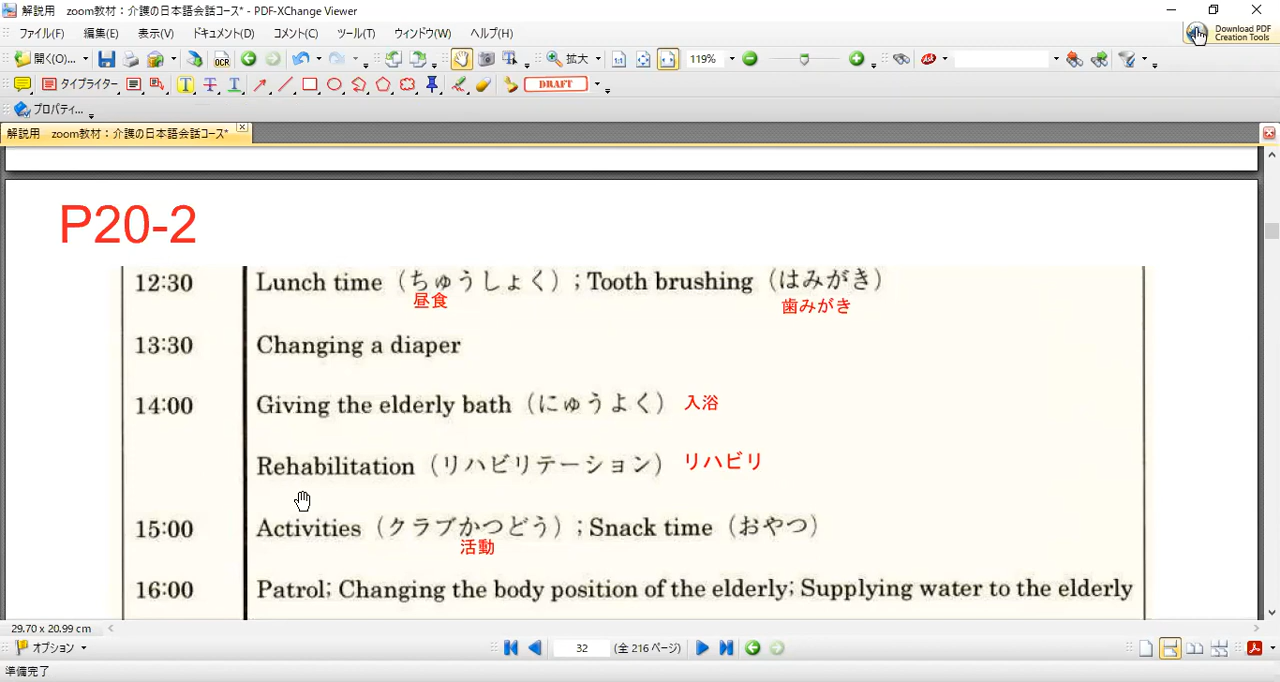 解説用　zoom教材：介護の日本語会話コース* - PDF-XChange Viewer
ファイル(F)　編集(E)　表示(V)　ドキュメント(D)　コメント(C)　ツール(T)　ウィンドウ(W)　ヘルプ(H)
Download PDF
Creation Tools
開く(O)...　OCR　拡大　119%
タイプライター　DRAFT
プロパティ...
解説用　zoom教材：介護の日本語会話コース*
P20-2
12:30　Lunch time（ちゅうしょく）; Tooth brushing（はみがき）
昼食　歯みがき
13:30　Changing a diaper
14:00　Giving the elderly bath（にゅうよく）　入浴
Rehabilitation（リハビリテーション）　リハビリ
15:00　Activities（クラブかつどう）; Snack time（おやつ）
活動
16:00　Patrol; Changing the body position of the elderly; Supplying water to the elderly
29.70 x 20.99 cm
オプション　32　(全 216 ページ)
準備完了